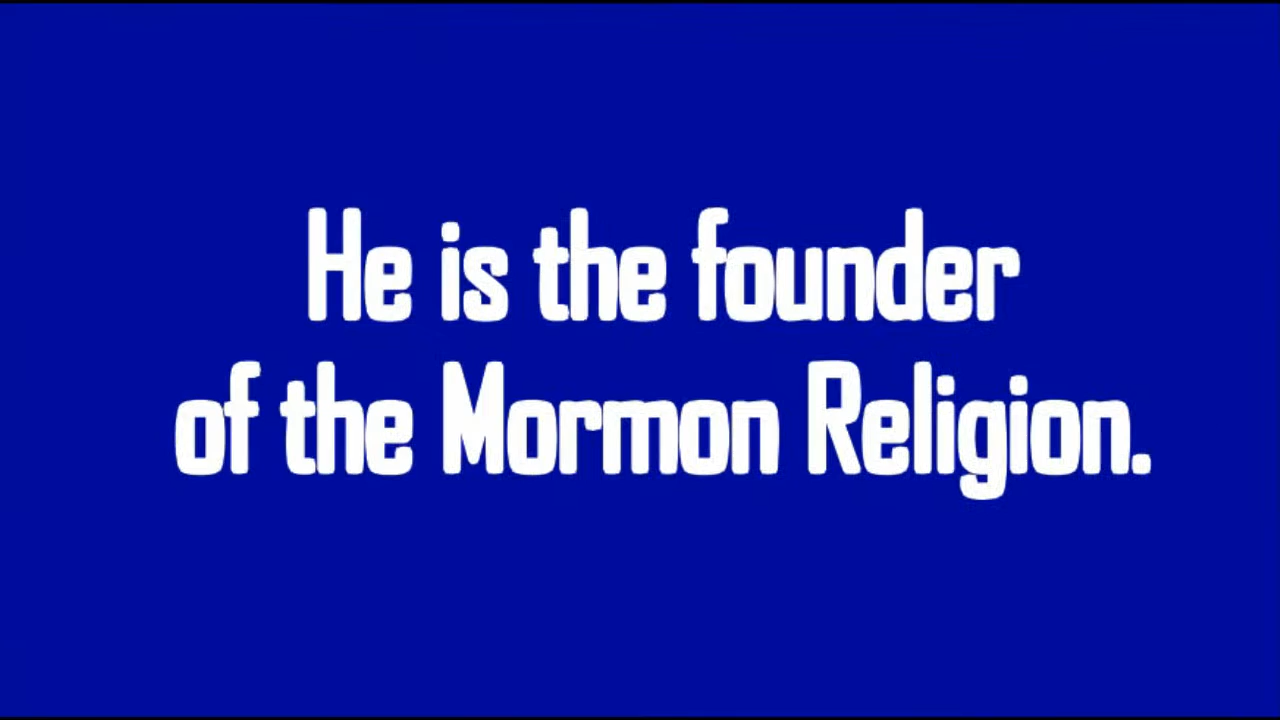 He is the founder
of the Mormon Religion.